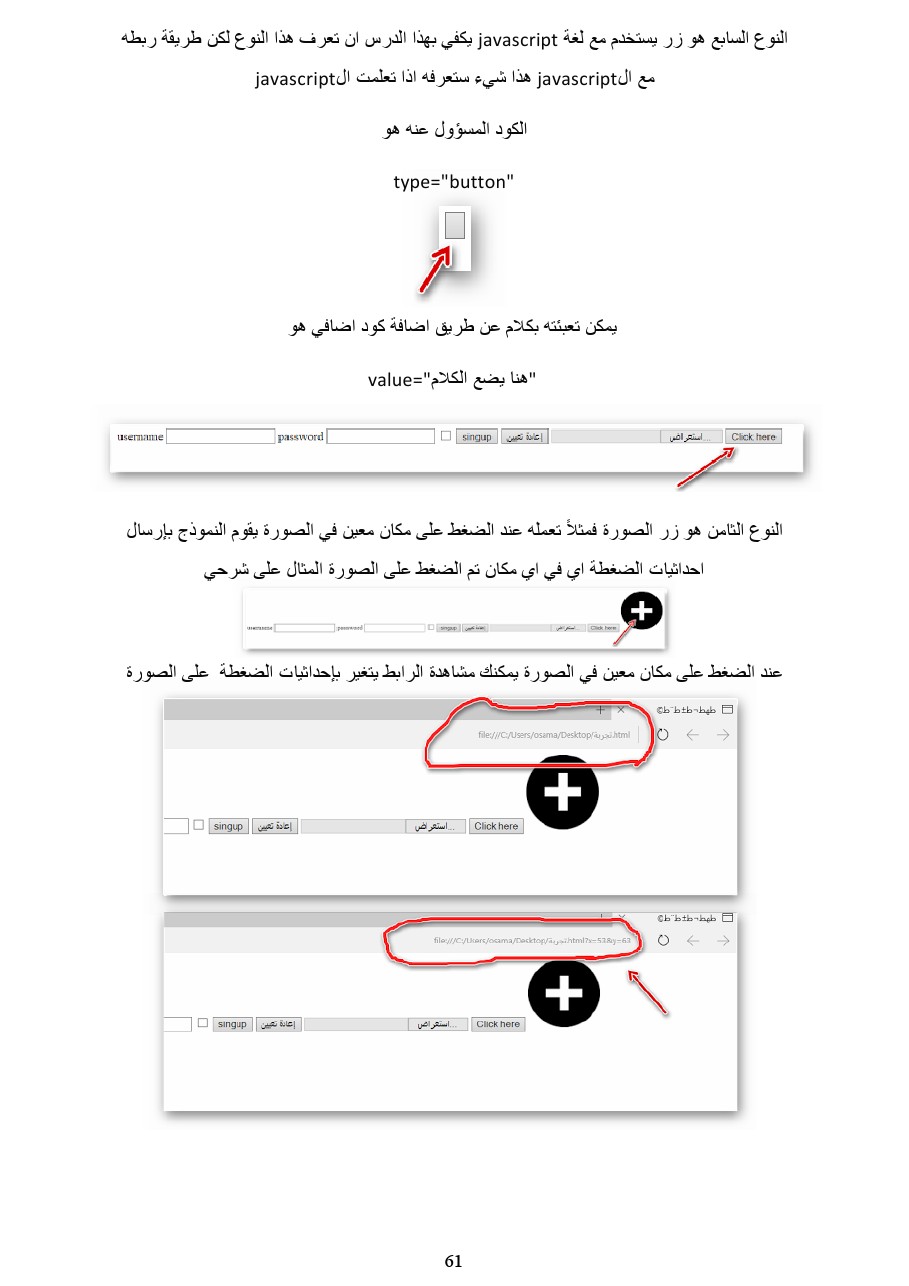 النوع السابع هو زر يستخدم مع لغة javascript يكفي بهذا الدرس ان تعرف هذا النوع لكن طريقة ربطه
مع الjavascript هذا شيء ستعرفه اذا تعلمت الjavascript
الكود المسؤول عنه هو
type="button"
يمكن تعبئته بكلام عن طريق اضافة كود اضافي هو
value="هنا يضع الكلام"
username password singup إعادة تعيين استعراض... Click here
النوع الثامن هو زر الصورة فمثلاً تعمله عند الضغط على مكان معين في الصورة يقوم النموذج بإرسال
احداثيات الضغطة اي في اي مكان تم الضغط على الصورة المثال على شرحي
username password singup إعادة تعيين استعراض... Click here
عند الضغط على مكان معين في الصورة يمكنك مشاهدة الرابط يتغير بإحداثيات الضغطة على الصورة
file:///C:/Users/osama/Desktop/تجربة.html
singup إعادة تعيين استعراض... Click here
file:///C:/Users/osama/Desktop/تجربة.html?x=53&y=63
singup إعادة تعيين استعراض... Click here
61